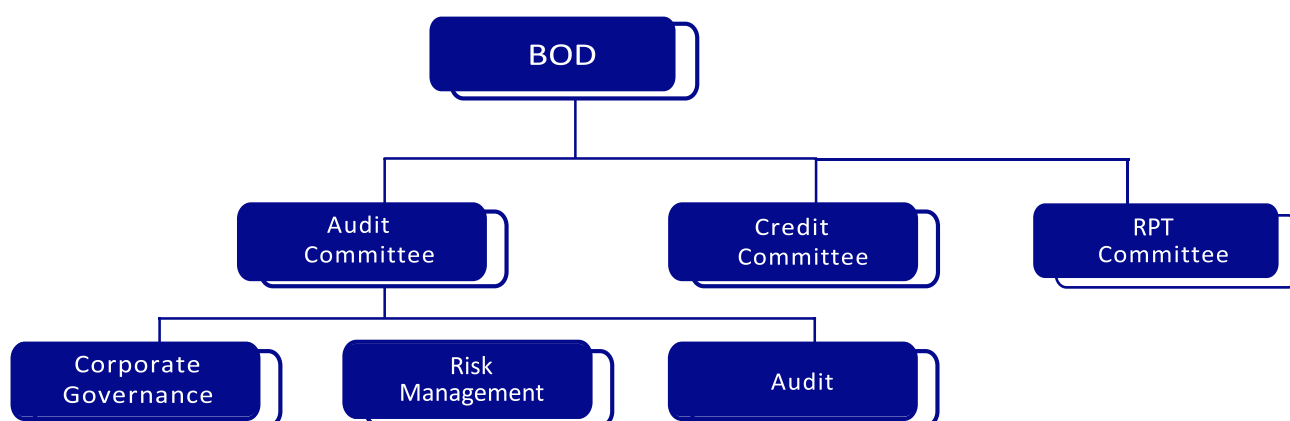 BOD
Audit
Committee
Credit
Committee
RPT
Committee
Corporate
Governance
Risk
Management
Audit